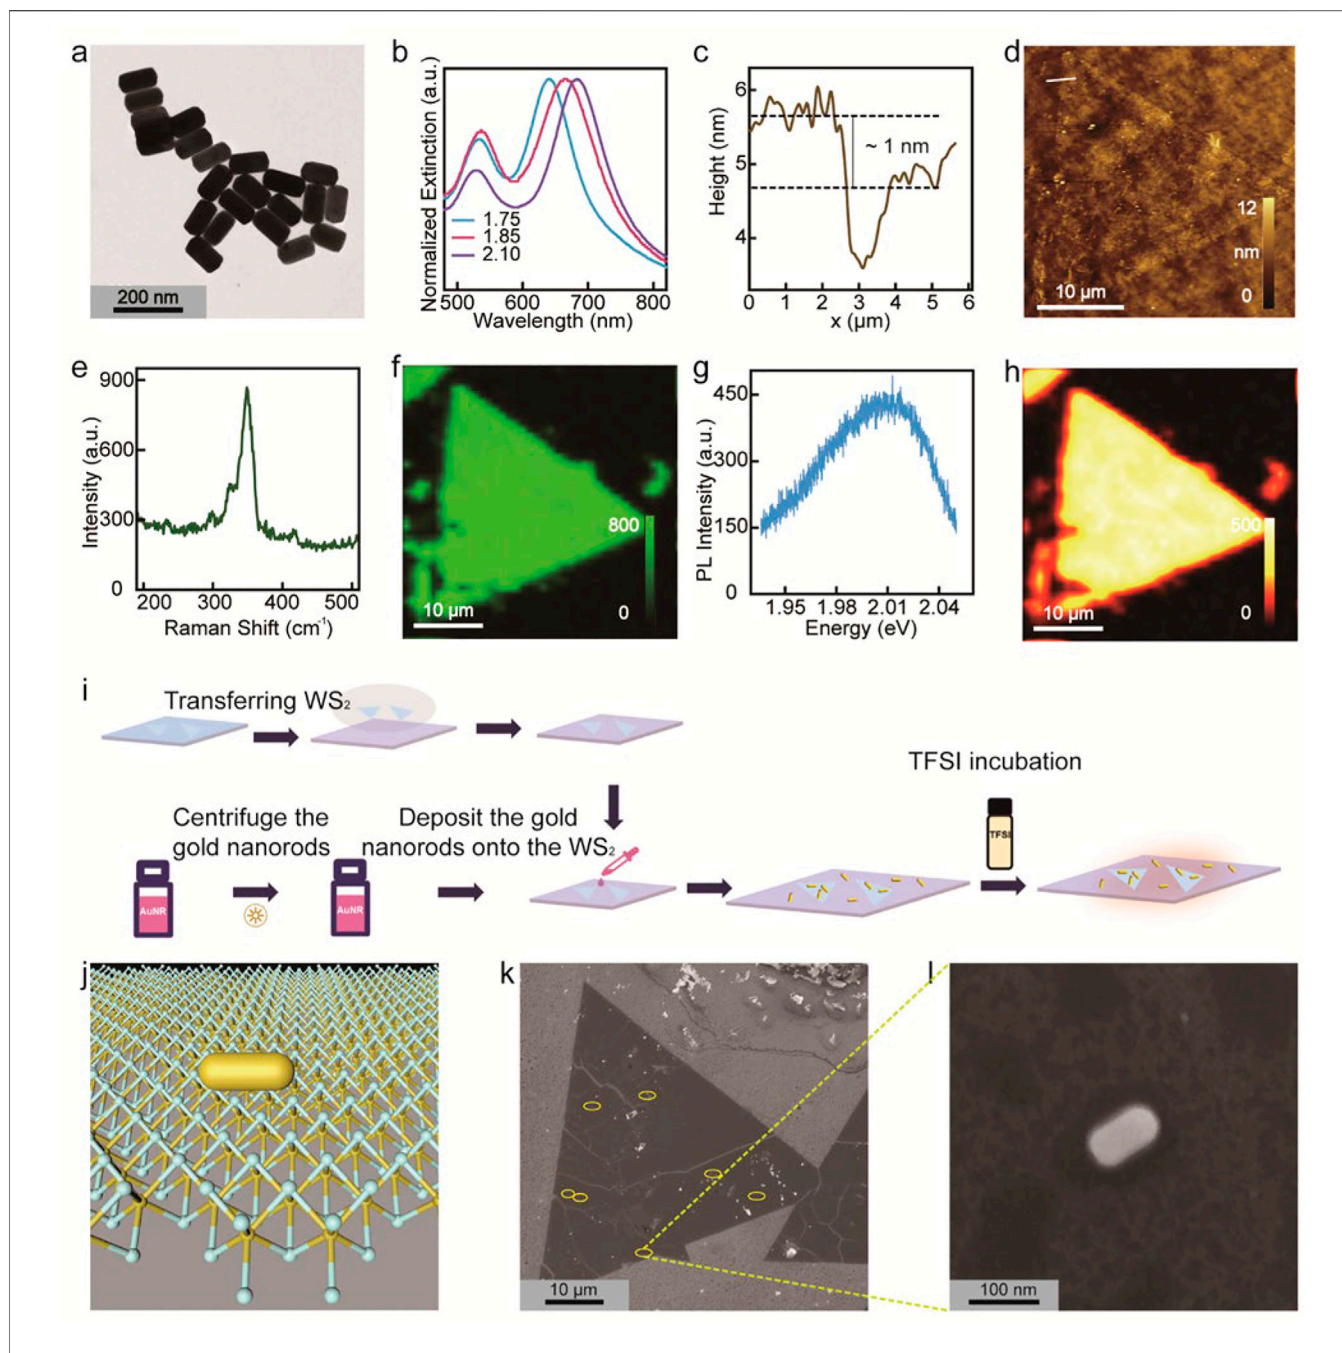 a
200 nm
b
Normalized Extinction (a.u.)
1.75
1.85
2.10
500 600 700 800
Wavelength (nm)
c
Height (nm)
6
5
4
~ 1 nm
0 1 2 3 4 5 6
x (µm)
d
12
nm
0
10 µm
e
Intensity (a.u.)
900
600
300
0
200 300 400 500
Raman Shift (cm-1)
f
800
0
10 µm
g
PL Intensity (a.u.)
450
300
150
0
1.95 1.98 2.01 2.04
Energy (eV)
h
500
0
10 µm
i
Transferring WS2
TFSI incubation
TFSI
Centrifuge the
gold nanorods
Deposit the gold
nanorods onto the WS2
AuNR
AuNR
j
k
10 µm
l
100 nm